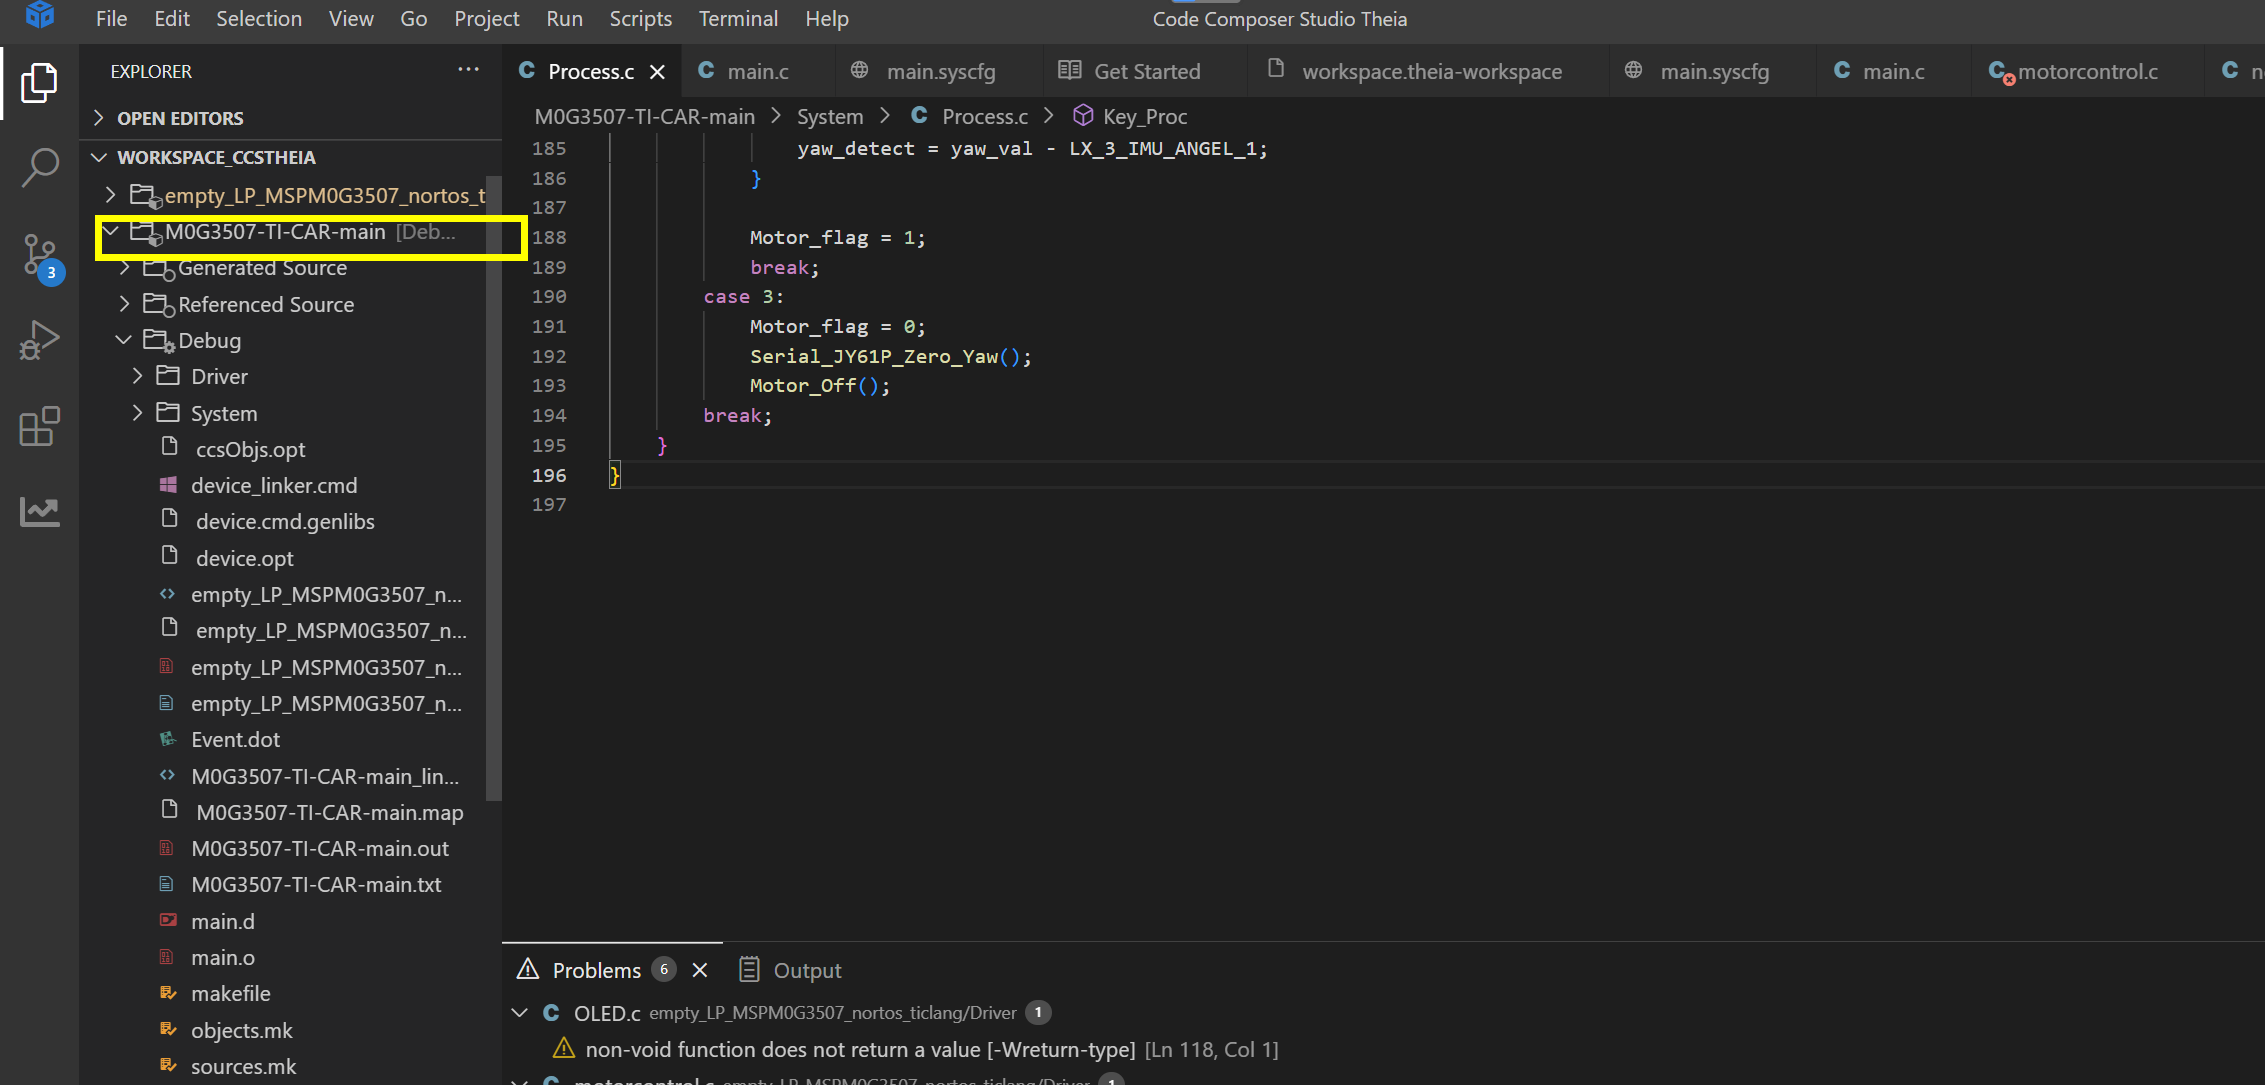 File Edit Selection View Go Project Run Scripts Terminal Help
Code Composer Studio Theia
EXPLORER ...
OPEN EDITORS
WORKSPACE_CCSTHEIA
empty_LP_MSPM0G3507_nortos_t
M0G3507-TI-CAR-main [Deb...
Generated Source
Referenced Source
Debug
Driver
System
ccsObjs.opt
device_linker.cmd
device.cmd.genlibs
device.opt
empty_LP_MSPM0G3507_n...
empty_LP_MSPM0G3507_n...
empty_LP_MSPM0G3507_n...
empty_LP_MSPM0G3507_n...
Event.dot
M0G3507-TI-CAR-main_lin...
M0G3507-TI-CAR-main.map
M0G3507-TI-CAR-main.out
M0G3507-TI-CAR-main.txt
main.d
main.o
makefile
objects.mk
sources.mk
3
C Process.c C main.c main.syscfg Get Started workspace.theia-workspace main.syscfg C main.c C motorcontrol.c C
M0G3507-TI-CAR-main > System > C Process.c > Key_Proc
185 yaw_detect = yaw_val - LX_3_IMU_ANGEL_1;
186 }
187
188 Motor_flag = 1;
189 break;
190 case 3:
191 Motor_flag = 0;
192 Serial_JY61P_Zero_Yaw();
193 Motor_Off();
194 break;
195 }
196 }
197
Problems 6 Output
C OLED.c empty_LP_MSPM0G3507_nortos_ticlang/Driver 1
non-void function does not return a value [-Wreturn-type] [Ln 118, Col 1]
C motorcontrol.c empty_LP_MSPM0G3507_nortos_ticlang/Driver 1